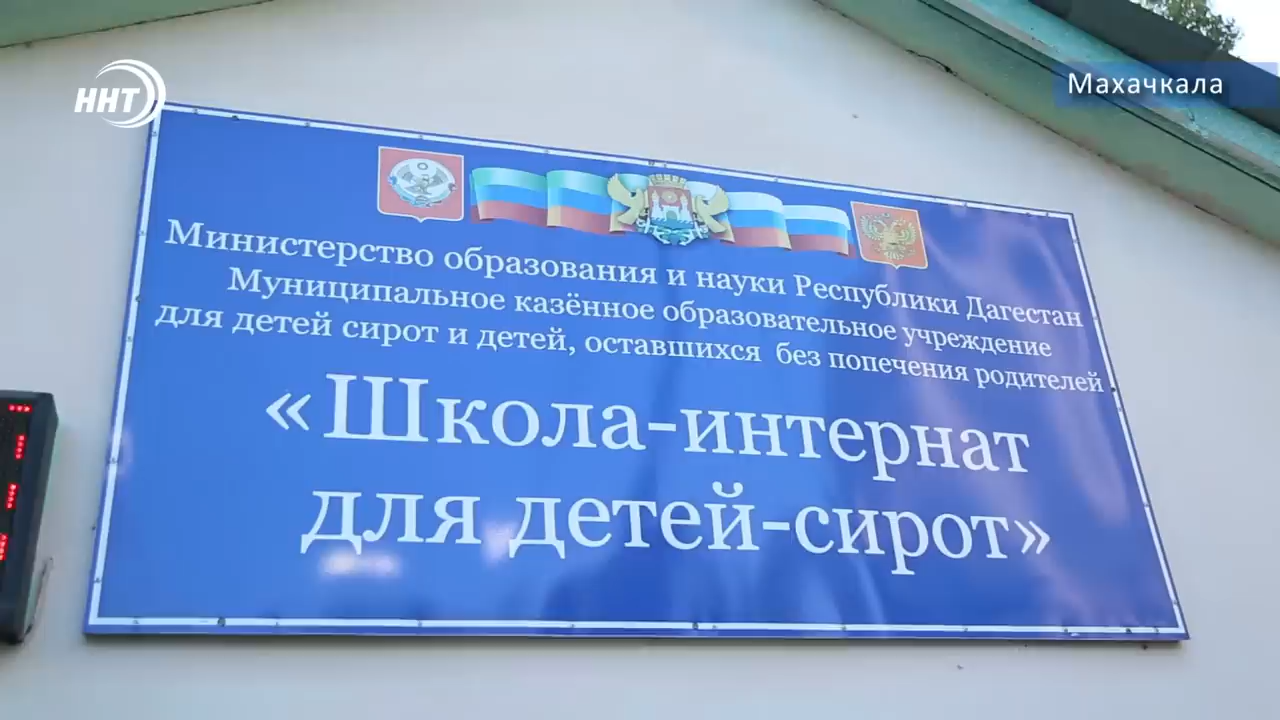 ННТ
Махачкала
Министерство образования и науки Республики Дагестан
Муниципальное казённое образовательное учреждение
для детей сирот и детей, оставшихся без попечения родителей
«Школа-интернат
для детей-сирот»